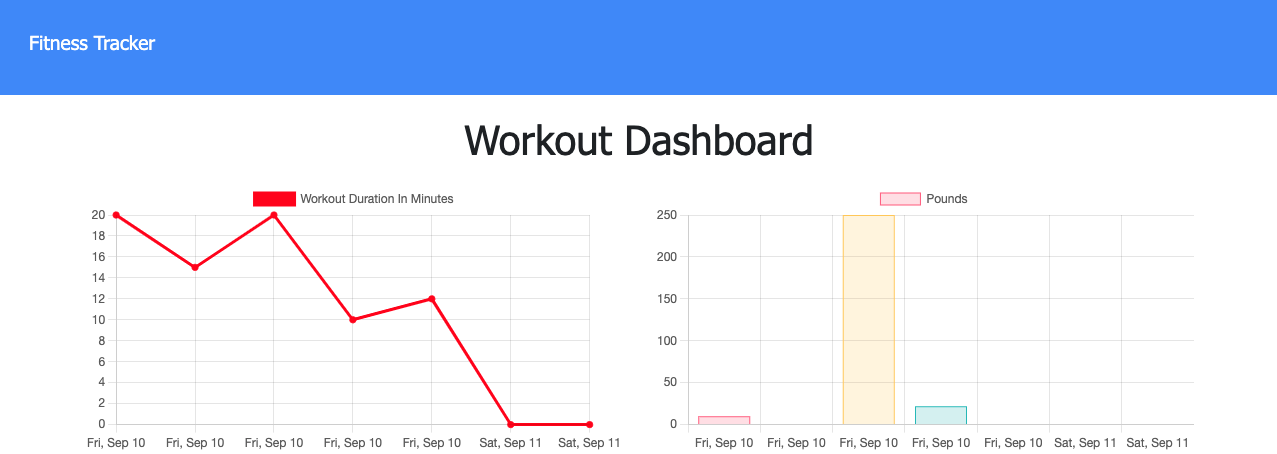 Fitness Tracker
Workout Dashboard
Workout Duration In Minutes
20
18
16
14
12
10
8
6
4
2
0
Fri, Sep 10 Fri, Sep 10 Fri, Sep 10 Fri, Sep 10 Fri, Sep 10 Sat, Sep 11 Sat, Sep 11
Pounds
250
200
150
100
50
0
Fri, Sep 10 Fri, Sep 10 Fri, Sep 10 Fri, Sep 10 Fri, Sep 10 Sat, Sep 11 Sat, Sep 11